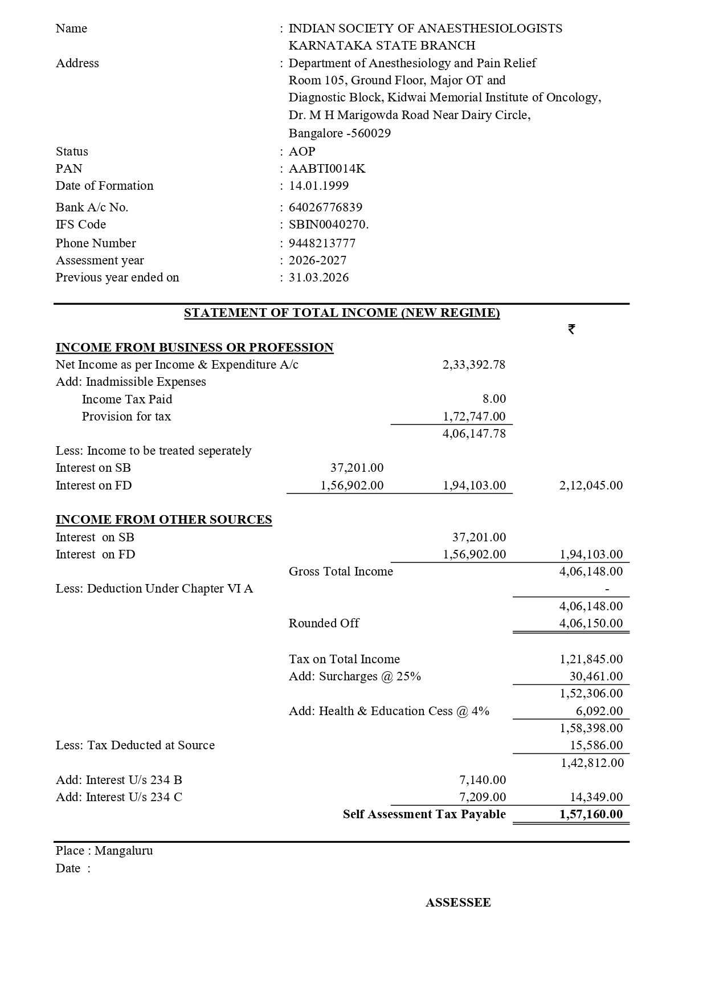 Name : INDIAN SOCIETY OF ANAESTHESIOLOGISTS
KARNATAKA STATE BRANCH
Address : Department of Anesthesiology and Pain Relief
Room 105, Ground Floor, Major OT and
Diagnostic Block, Kidwai Memorial Institute of Oncology,
Dr. M H Marigowda Road Near Dairy Circle,
Bangalore -560029
Status : AOP
PAN : AABTI0014K
Date of Formation : 14.01.1999
Bank A/c No. : 64026776839
IFS Code : SBIN0040270.
Phone Number : 9448213777
Assessment year : 2026-2027
Previous year ended on : 31.03.2026
STATEMENT OF TOTAL INCOME (NEW REGIME)
₹
INCOME FROM BUSINESS OR PROFESSION
Net Income as per Income & Expenditure A/c 2,33,392.78
Add: Inadmissible Expenses
Income Tax Paid 8.00
Provision for tax 1,72,747.00
4,06,147.78
Less: Income to be treated seperately
Interest on SB 37,201.00
Interest on FD 1,56,902.00 1,94,103.00 2,12,045.00
INCOME FROM OTHER SOURCES
Interest on SB 37,201.00
Interest on FD 1,56,902.00 1,94,103.00
Gross Total Income 4,06,148.00
Less: Deduction Under Chapter VI A -
4,06,148.00
Rounded Off 4,06,150.00
Tax on Total Income 1,21,845.00
Add: Surcharges @ 25% 30,461.00
1,52,306.00
Add: Health & Education Cess @ 4% 6,092.00
1,58,398.00
Less: Tax Deducted at Source 15,586.00
1,42,812.00
Add: Interest U/s 234 B 7,140.00
Add: Interest U/s 234 C 7,209.00 14,349.00
Self Assessment Tax Payable 1,57,160.00
Place : Mangaluru
Date :
ASSESSEE